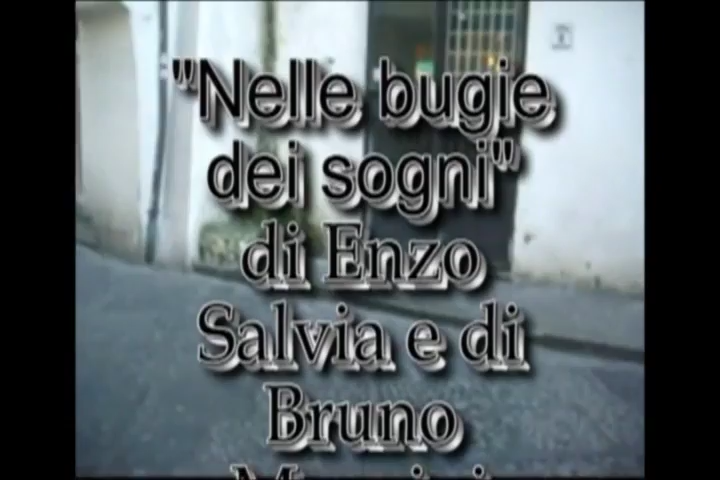 "Nelle bugie
dei sogni"
di Enzo
Salvia e di
Bruno